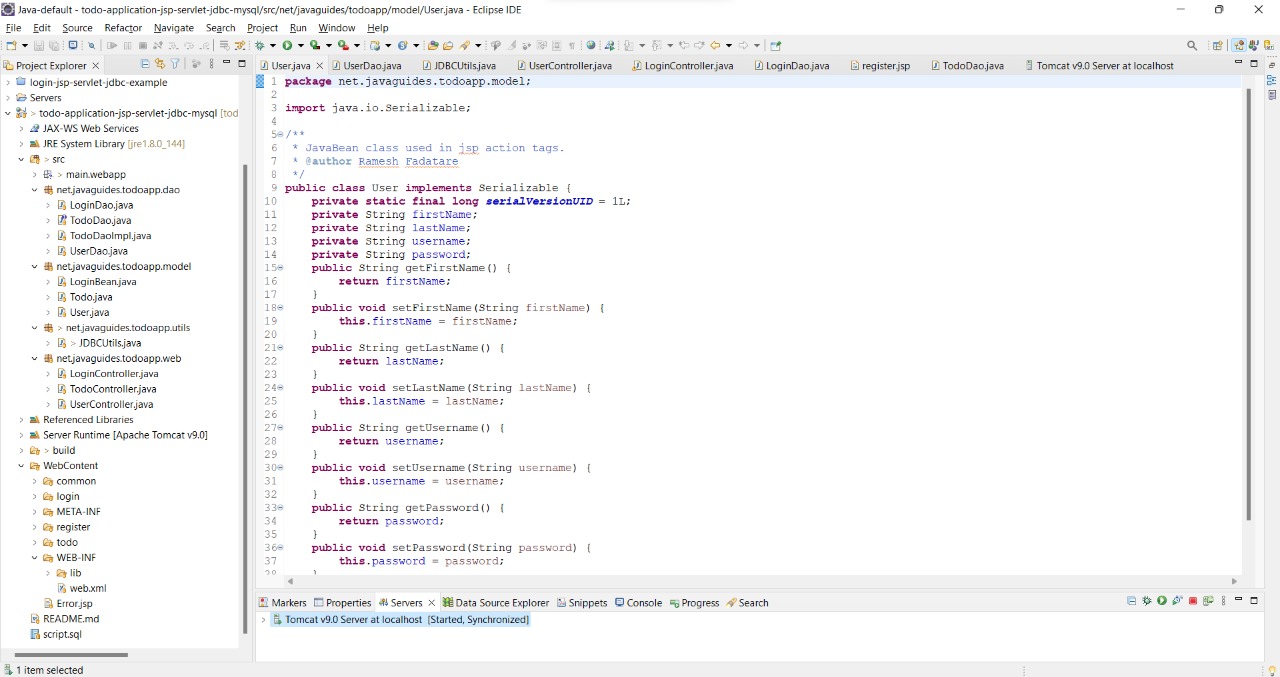 Java-default - todo-application-jsp-servlet-jdbc-mysql/src/net/javaguides/todoapp/model/User.java - Eclipse IDE
File Edit Source Refactor Navigate Search Project Run Window Help
Project Explorer
login-jsp-servlet-jdbc-example
Servers
> todo-application-jsp-servlet-jdbc-mysql [tod
JAX-WS Web Services
JRE System Library [jre1.8.0_144]
> src
> main.webapp
net.javaguides.todoapp.dao
LoginDao.java
TodoDao.java
TodoDaoImpl.java
UserDao.java
net.javaguides.todoapp.model
LoginBean.java
Todo.java
User.java
> net.javaguides.todoapp.utils
> JDBCUtils.java
net.javaguides.todoapp.web
LoginController.java
TodoController.java
UserController.java
Referenced Libraries
Server Runtime [Apache Tomcat v9.0]
> build
WebContent
common
login
META-INF
register
todo
WEB-INF
lib
web.xml
Error.jsp
README.md
script.sql
User.java UserDao.java JDBCUtils.java UserController.java LoginController.java LoginDao.java register.jsp TodoDao.java Tomcat v9.0 Server at localhost
1 package net.javaguides.todoapp.model;
2
3 import java.io.Serializable;
4
5 /**
6 * JavaBean class used in jsp action tags.
7 * @author Ramesh Fadatare
8 */
9 public class User implements Serializable {
10 private static final long serialVersionUID = 1L;
11 private String firstName;
12 private String lastName;
13 private String username;
14 private String password;
15 public String getFirstName() {
16 return firstName;
17 }
18 public void setFirstName(String firstName) {
19 this.firstName = firstName;
20 }
21 public String getLastName() {
22 return lastName;
23 }
24 public void setLastName(String lastName) {
25 this.lastName = lastName;
26 }
27 public String getUsername() {
28 return username;
29 }
30 public void setUsername(String username) {
31 this.username = username;
32 }
33 public String getPassword() {
34 return password;
35 }
36 public void setPassword(String password) {
37 this.password = password;
Markers Properties Servers Data Source Explorer Snippets Console Progress Search
Tomcat v9.0 Server at localhost [Started, Synchronized]
1 item selected